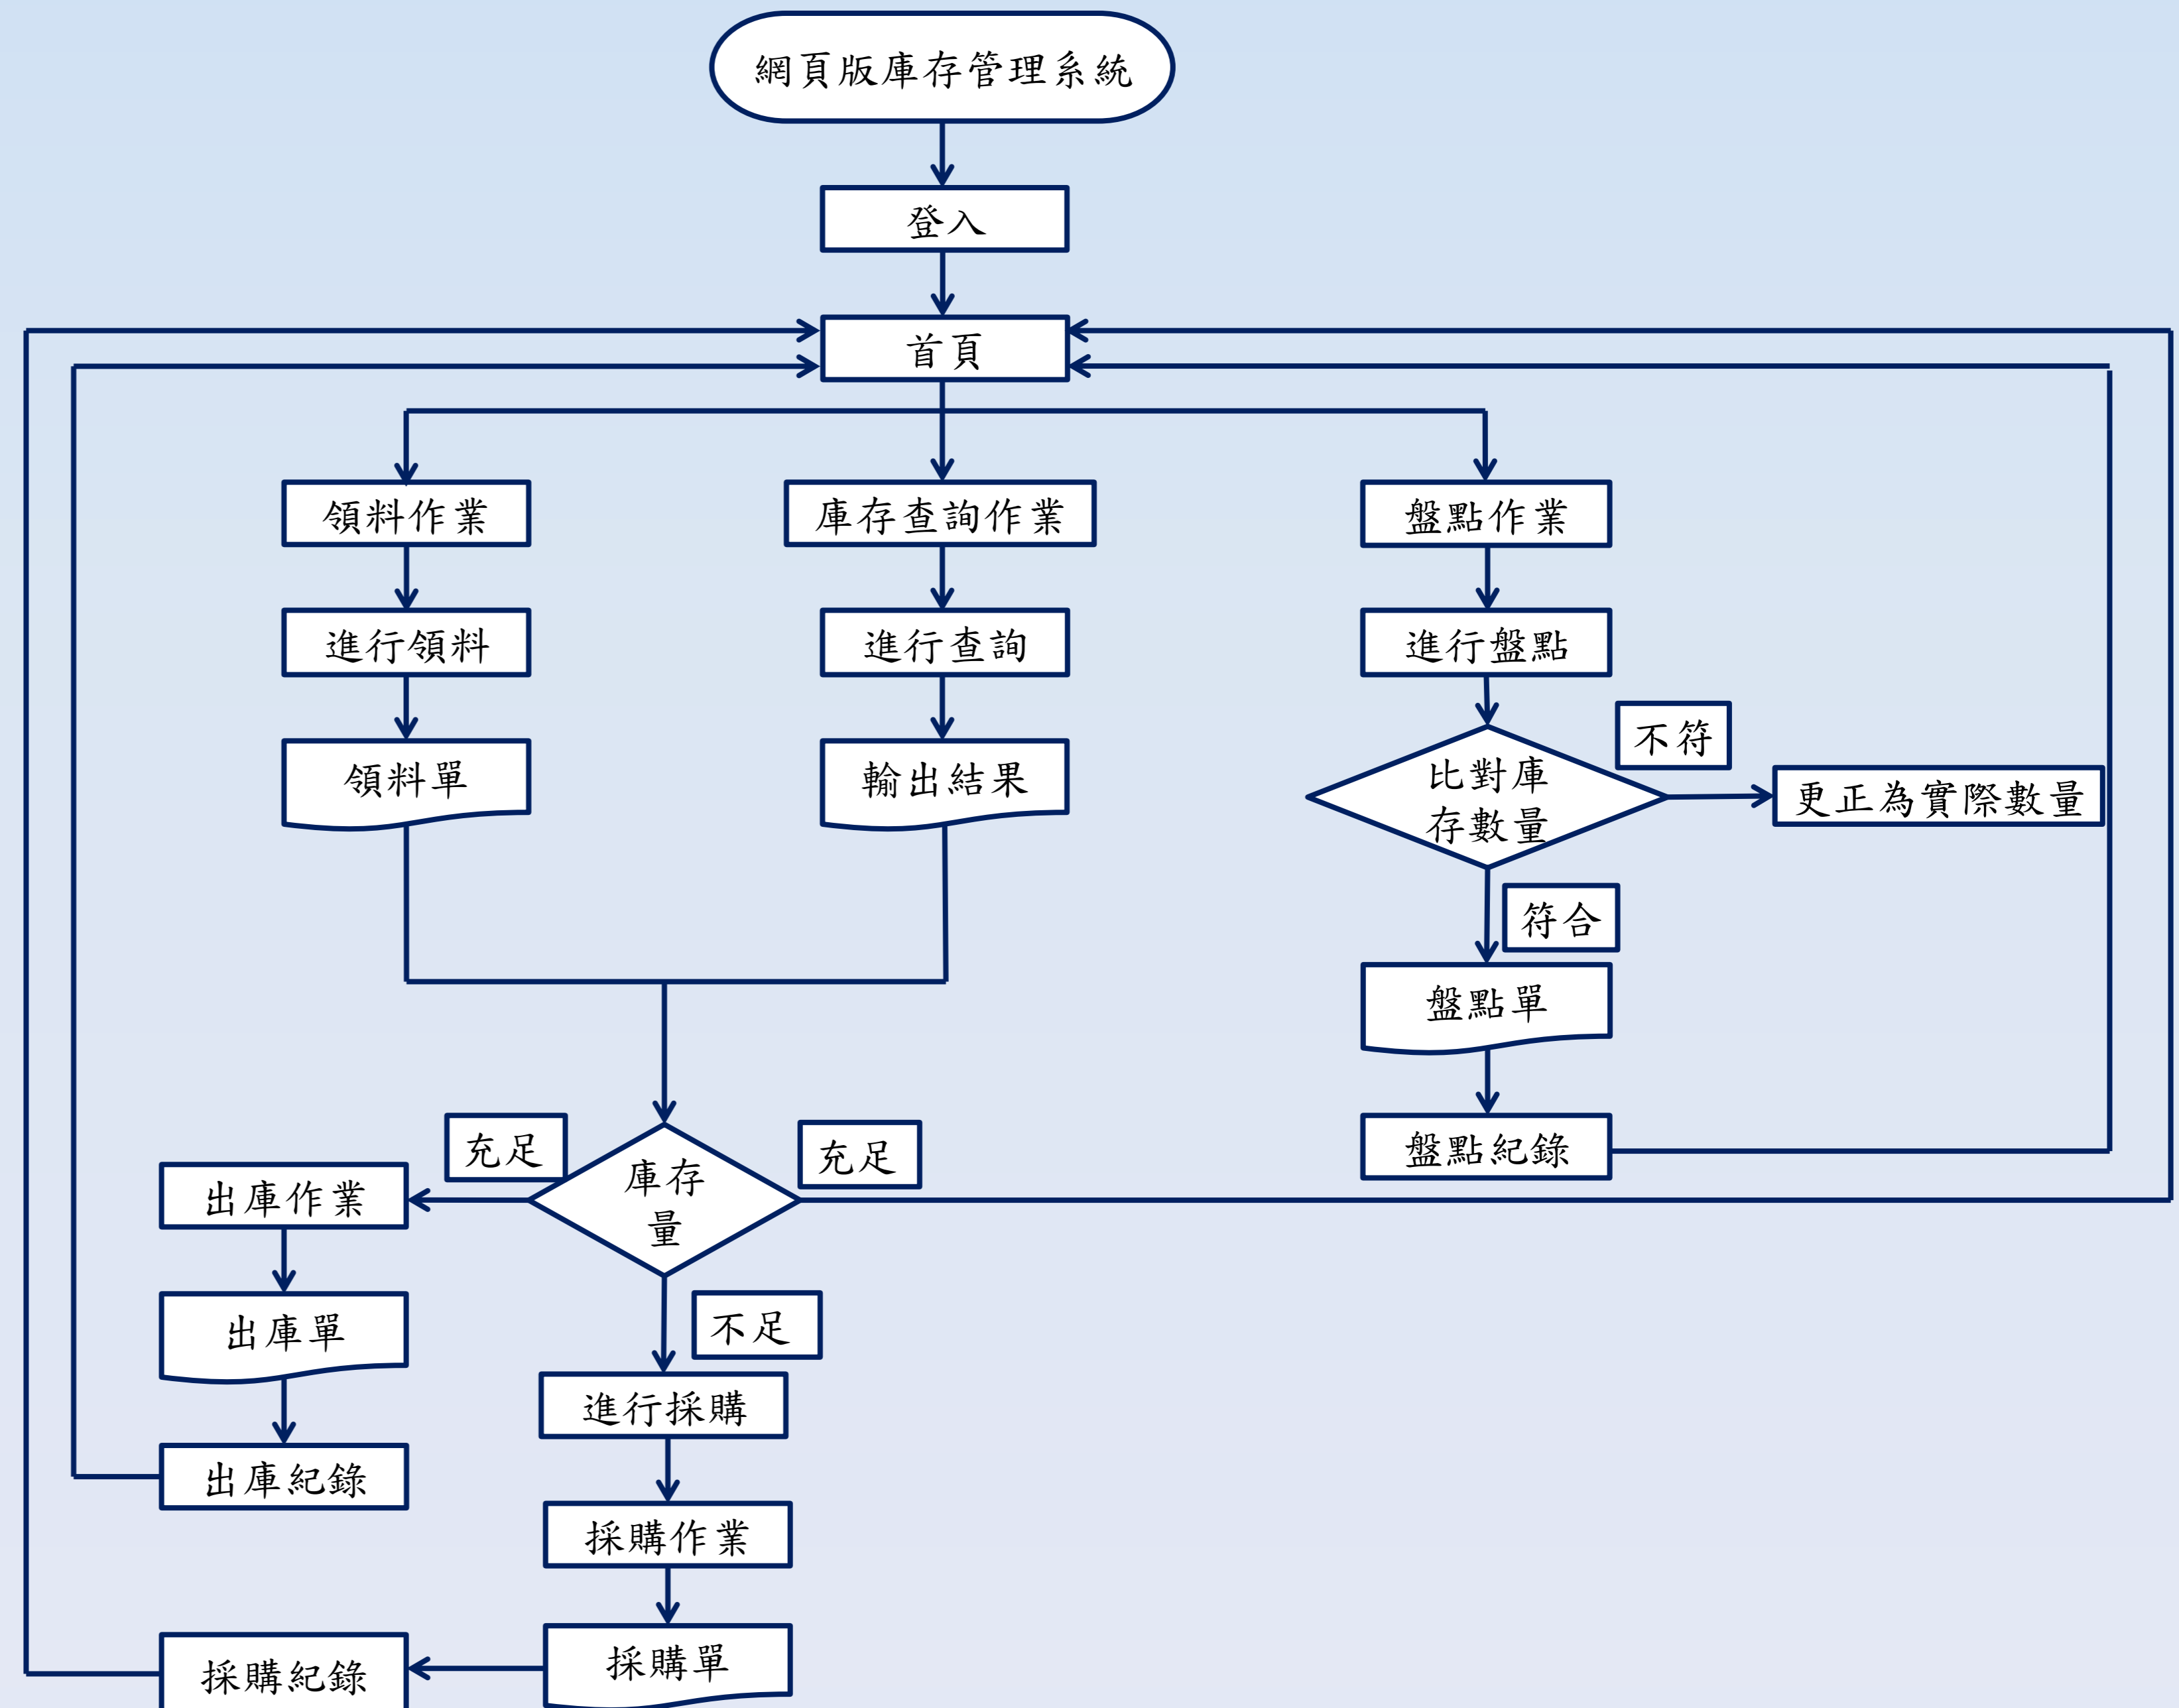 網頁版庫存管理系統
登入
首頁
領料作業
庫存查詢作業
盤點作業
進行領料
進行查詢
進行盤點
不符
領料單
輸出結果
比對庫
存數量
更正為實際數量
符合
盤點單
充足
充足
盤點紀錄
出庫作業
庫存
量
出庫單
不足
進行採購
出庫紀錄
採購作業
採購單
採購紀錄